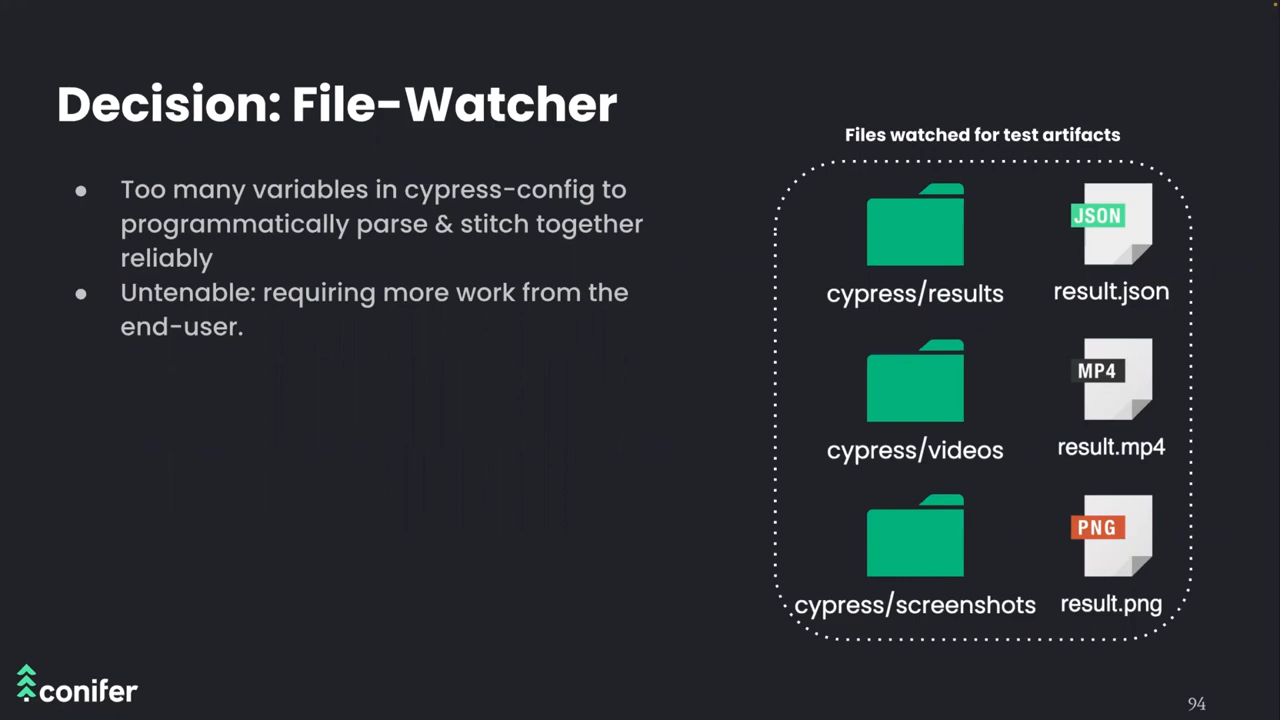 Decision: File-Watcher
● Too many variables in cypress-config to
programmatically parse & stitch together
reliably
● Untenable: requiring more work from the
end-user.
Files watched for test artifacts
JSON
cypress/results
result.json
MP4
cypress/videos
result.mp4
PNG
cypress/screenshots
result.png
conifer
94